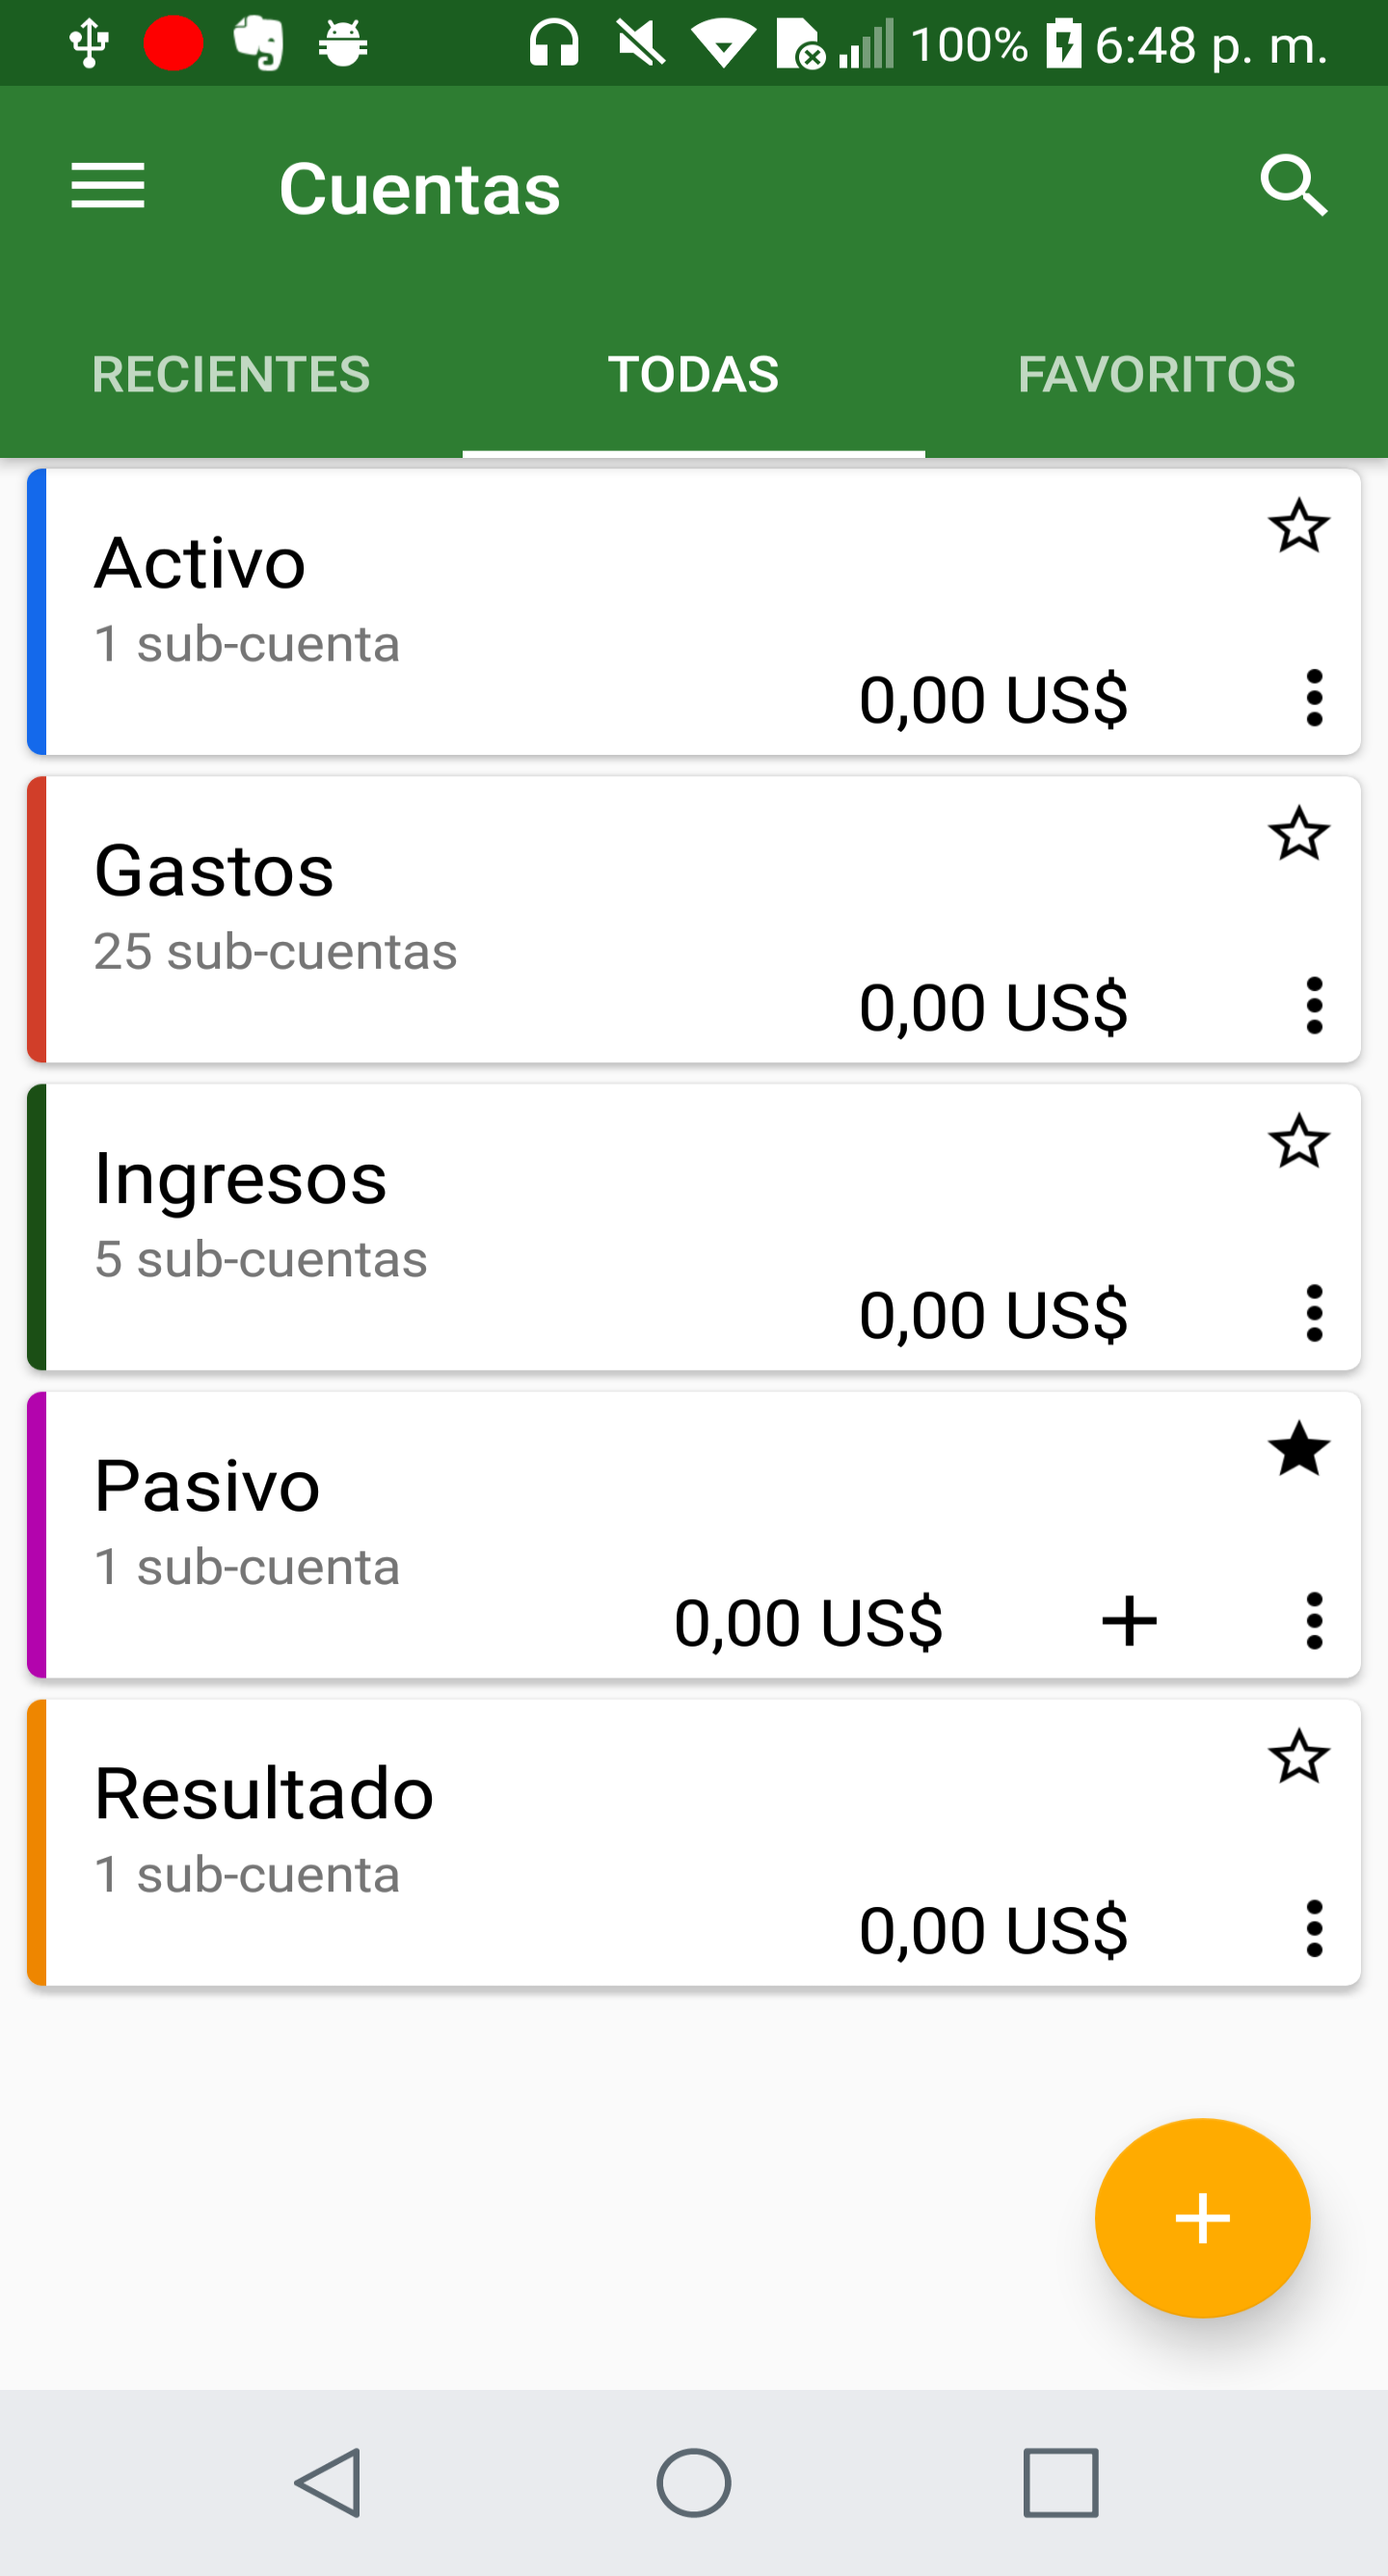 100% 6:48 p. m.
Cuentas
RECIENTES TODAS FAVORITOS
Activo
1 sub-cuenta
0,00 US$
Gastos
25 sub-cuentas
0,00 US$
Ingresos
5 sub-cuentas
0,00 US$
Pasivo
1 sub-cuenta
0,00 US$
Resultado
1 sub-cuenta
0,00 US$